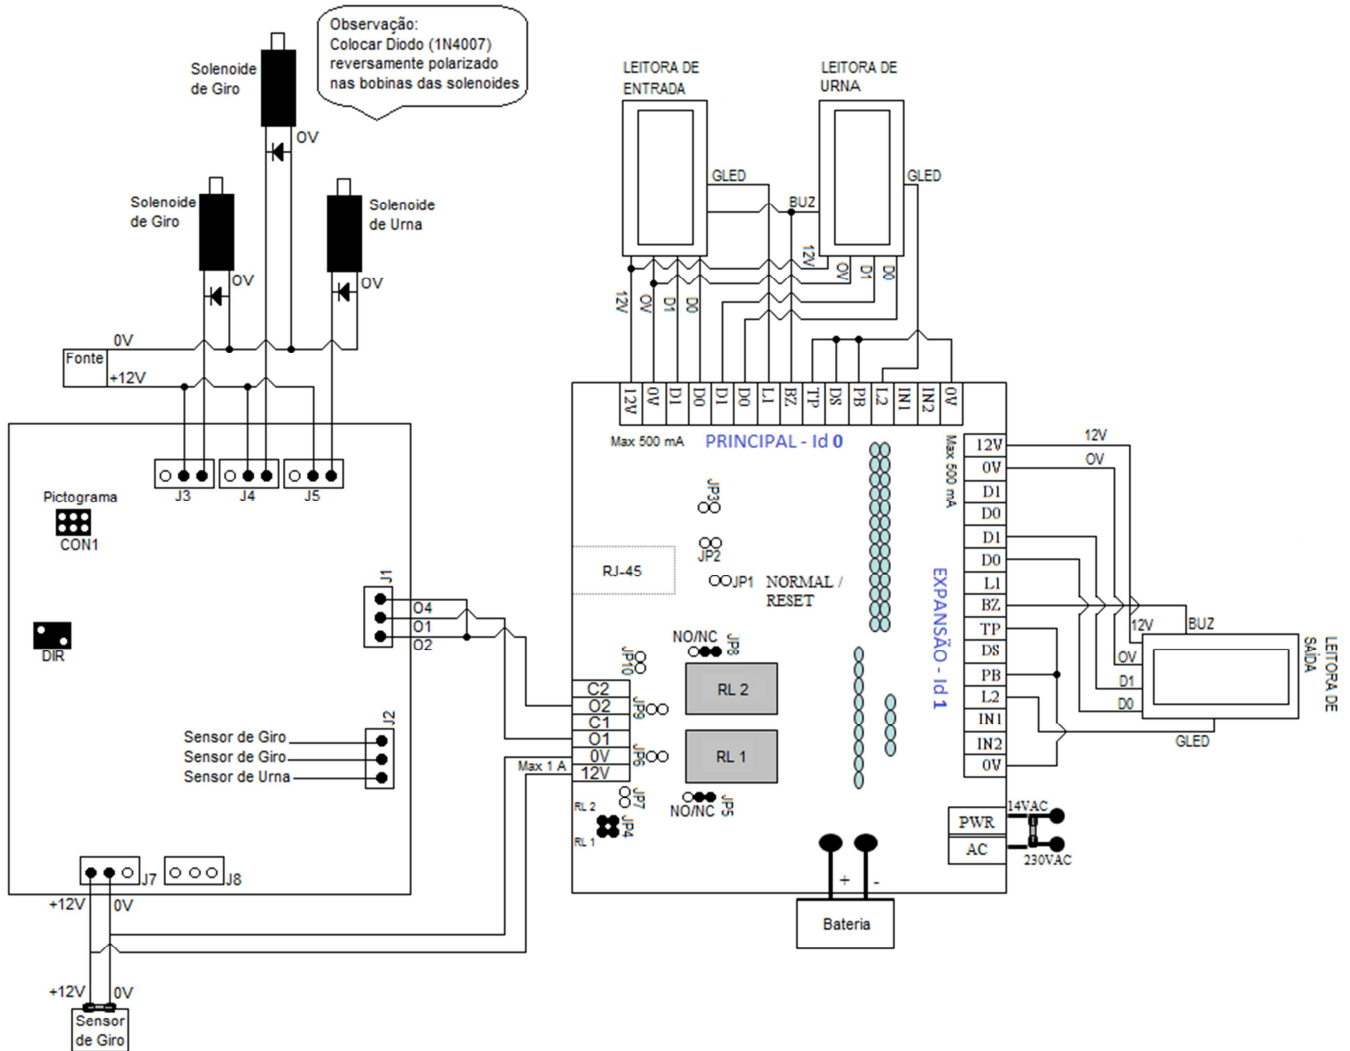 Observação:
Colocar Diodo (1N4007)
reversamente polarizado
nas bobinas das solenoides
Solenoide
de Giro
0V
Solenoide
de Giro
0V
Solenoide
de Urna
0V
Fonte
0V
+12V
J3
J4
J5
Pictograma
CON1
DIR
J1
O4
O1
O2
J2
Sensor de Giro
Sensor de Giro
Sensor de Urna
J7
J8
+12V
0V
+12V
0V
Sensor
de Giro
LEITORA DE
ENTRADA
LEITORA DE
URNA
GLED
BUZ
GLED
12V
0V
D1
D0
12V
0V
D1
D0
12V
0V
D1
D0
D1
D0
L1
BZ
TP
DS
PB
L2
IN1
IN2
0V
Max 500 mA
PRINCIPAL - Id 0
Max 500 mA
JP3
JP2
JP1
NORMAL /
RESET
RJ-45
EXPANSÃO - Id 1
NO/NC
JP8
JP10
RL 2
JP9
RL 1
JP6
JP7
NO/NC
JP5
JP4
RL 2
RL 1
C2
O2
C1
O1
0V
12V
Max 1 A
12V
0V
D1
D0
D1
D0
L1
BZ
TP
DS
PB
L2
IN1
IN2
0V
12V
0V
12V
BUZ
0V
D1
D0
GLED
LEITORA DE
SAÍDA
PWR
AC
14VAC
230VAC
+
-
Bateria